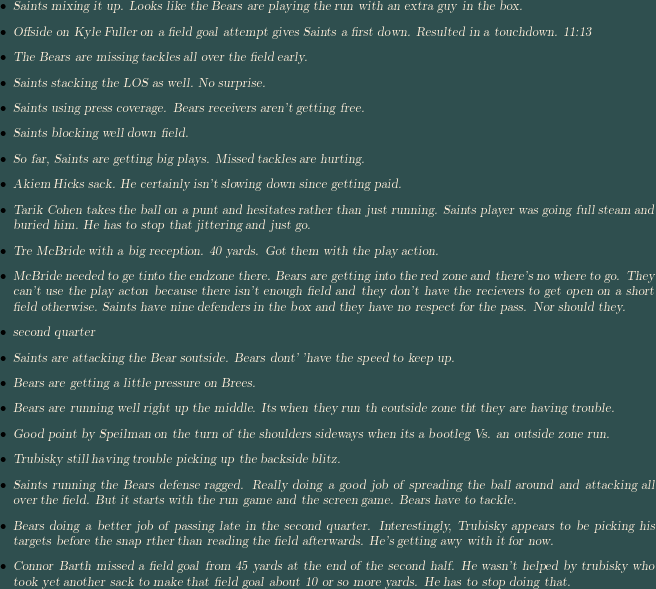 • Saints mixing it up. Looks like the Bears are playing the run with an extra guy in the box.
• Offside on Kyle Fuller on a field goal attempt gives Saints a first down. Resulted in a touchdown. 11:13
• The Bears are missing tackles all over the field early.
• Saints stacking the LOS as well. No surprise.
• Saints using press coverage. Bears receivers aren't getting free.
• Saints blocking well down field.
• So far, Saints are getting big plays. Missed tackles are hurting.
• Akiem Hicks sack. He certainly isn't slowing down since getting paid.
• Tarik Cohen takes the ball on a punt and hesitates rather than just running. Saints player was going full steam and
buried him. He has to stop that jittering and just go.
• Tre McBride with a big reception. 40 yards. Got them with the play action.
• McBride needed to ge tinto the endzone there. Bears are getting into the red zone and there's no where to go. They
can't use the play acton because there isn't enough field and they don't have the recievers to get open on a short
field otherwise. Saints have nine defenders in the box and they have no respect for the pass. Nor should they.
• second quarter
• Saints are attacking the Bear soutside. Bears dont' 'have the speed to keep up.
• Bears are getting a little pressure on Brees.
• Bears are running well right up the middle. Its when they run th eoutside zone tht they are having trouble.
• Good point by Speilman on the turn of the shoulders sideways when its a bootleg Vs. an outside zone run.
• Trubisky still having trouble picking up the backside blitz.
• Saints running the Bears defense ragged. Really doing a good job of spreading the ball around and attacking all
over the field. But it starts with the run game and the screen game. Bears have to tackle.
• Bears doing a better job of passing late in the second quarter. Interestingly, Trubisky appears to be picking his
targets before the snap rther than reading the field afterwards. He's getting awy with it for now.
• Connor Barth missed a field goal from 45 yards at the end of the second half. He wasn't helped by trubisky who
took yet another sack to make that field goal about 10 or so more yards. He has to stop doing that.